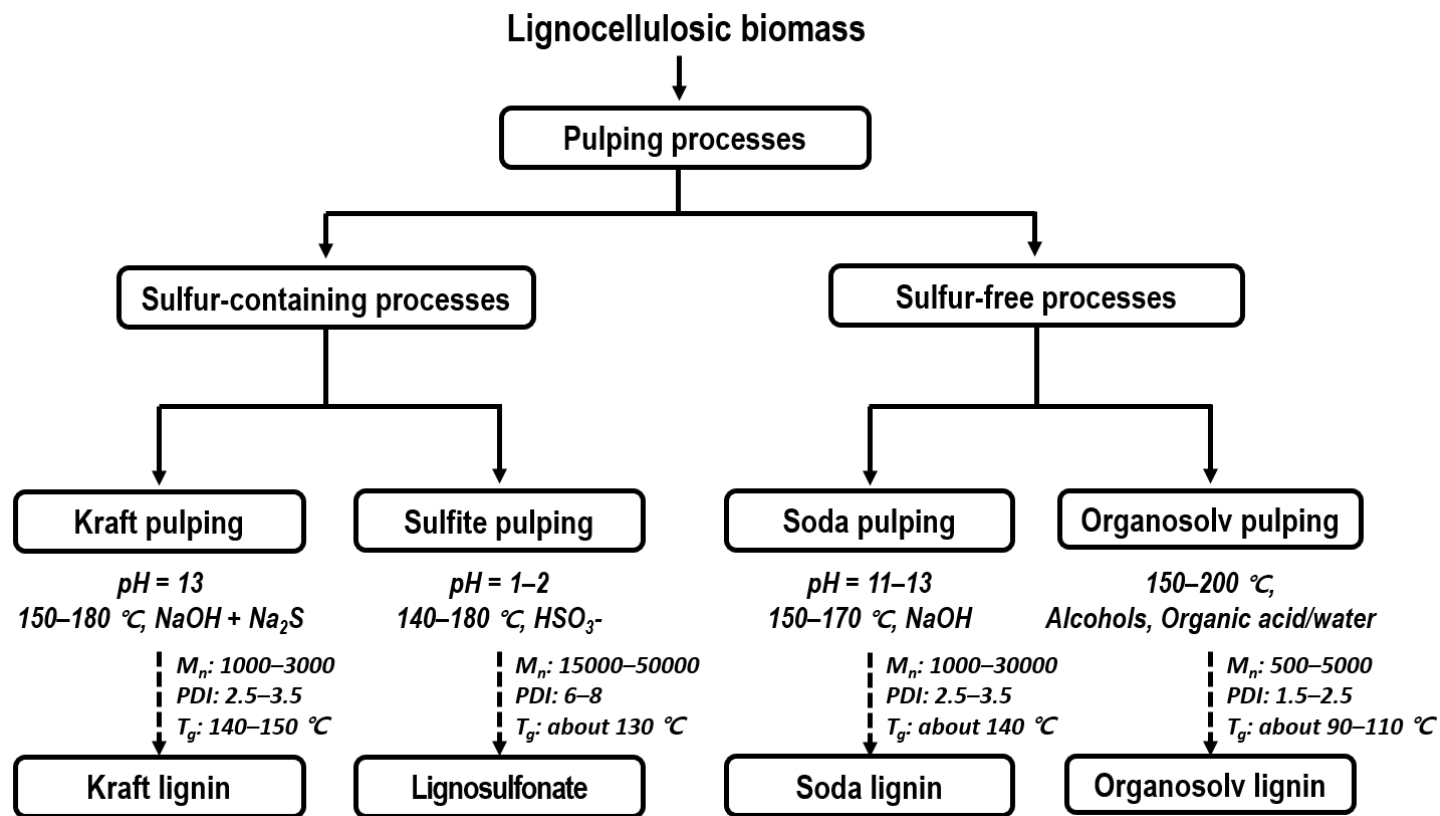 Lignocellulosic biomass
Pulping processes
Sulfur-containing processes
Sulfur-free processes
Kraft pulping
pH = 13
150–180 ℃, NaOH + Na₂S
Mₙ: 1000–3000
PDI: 2.5–3.5
T_g: 140–150 ℃
Kraft lignin
Sulfite pulping
pH = 1–2
140–180 ℃, HSO₃-
Mₙ: 15000–50000
PDI: 6–8
T_g: about 130 ℃
Lignosulfonate
Soda pulping
pH = 11–13
150–170 ℃, NaOH
Mₙ: 1000–30000
PDI: 2.5–3.5
T_g: about 140 ℃
Soda lignin
Organosolv pulping
150–200 ℃,
Alcohols, Organic acid/water
Mₙ: 500–5000
PDI: 1.5–2.5
T_g: about 90–110 ℃
Organosolv lignin